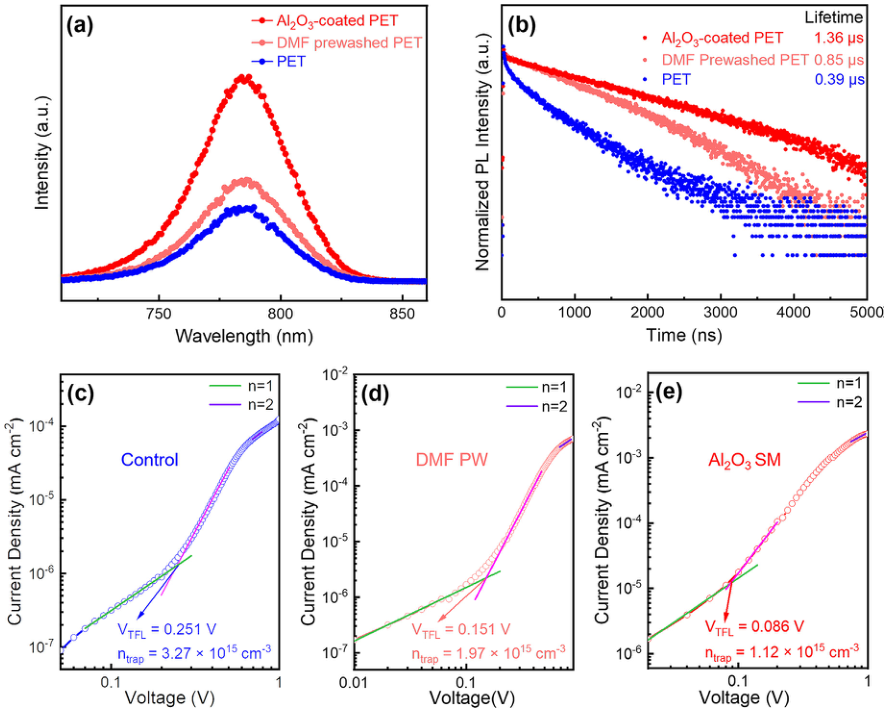 (a)
Al₂O₃-coated PET
DMF prewashed PET
PET
Intensity (a.u.)
750
800
850
Wavelength (nm)
(b)
Lifetime
Al₂O₃-coated PET 1.36 μs
DMF Prewashed PET 0.85 μs
PET 0.39 μs
Normalized PL Intensity (a.u.)
0 1000 2000 3000 4000 5000
Time (ns)
(c)
n=1
n=2
Control
Current Density (mA cm⁻²)
10⁻⁴
10⁻⁵
10⁻⁶
10⁻⁷
V_TFL = 0.251 V
n_trap = 3.27 × 10¹⁵ cm⁻³
0.1 1
Voltage (V)
(d)
n=1
n=2
DMF PW
Current Density (mA cm⁻²)
10⁻²
10⁻³
10⁻⁴
10⁻⁵
10⁻⁶
10⁻⁷
V_TFL = 0.151 V
n_trap = 1.97 × 10¹⁵ cm⁻³
0.01 0.1
Voltage(V)
(e)
n=1
n=2
Al₂O₃ SM
Current Density (mA cm⁻²)
10⁻²
10⁻³
10⁻⁴
10⁻⁵
10⁻⁶
V_TFL = 0.086 V
n_trap = 1.12 × 10¹⁵ cm⁻³
0.1 1
Voltage (V)